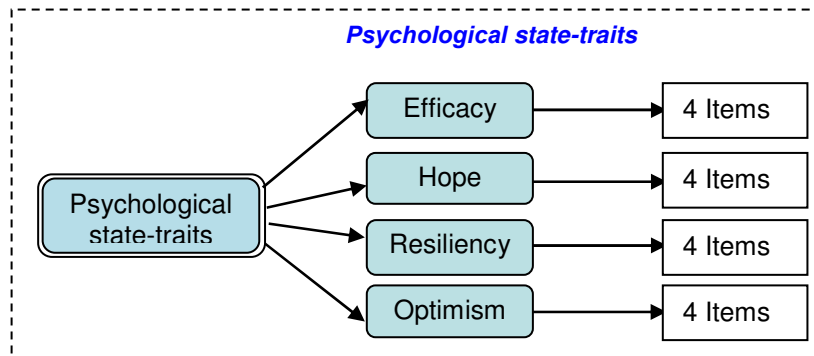 Psychological state-traits
Efficacy
4 Items
Hope
4 Items
Psychological
state-traits
Resiliency
4 Items
Optimism
4 Items